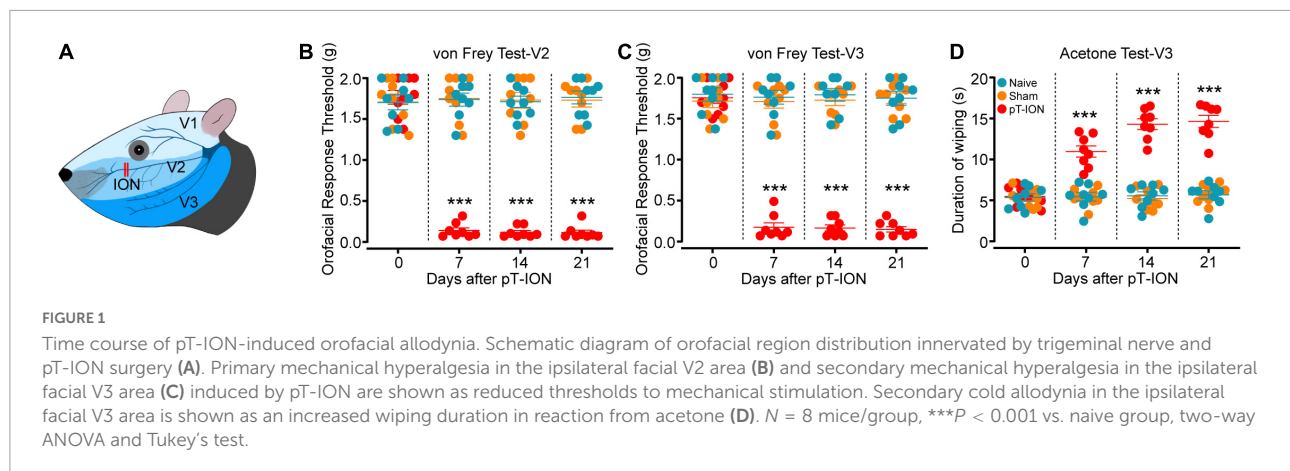 A
V1
V2
ION
V3
B
von Frey Test-V2
Orofacial Response Threshold (g)
2.0
1.5
1.0
0.5
0.0
*** *** ***
0 7 14 21
Days after pT-ION
C
von Frey Test-V3
Orofacial Response Threshold (g)
2.0
1.5
1.0
0.5
0.0
*** *** ***
0 7 14 21
Days after pT-ION
D
Acetone Test-V3
Duration of wiping (s)
20
15
10
5
0
Naive
Sham
pT-ION
*** *** ***
0 7 14 21
Days after pT-ION
FIGURE 1
Time course of pT-ION-induced orofacial allodynia. Schematic diagram of orofacial region distribution innervated by trigeminal nerve and
pT-ION surgery (A). Primary mechanical hyperalgesia in the ipsilateral facial V2 area (B) and secondary mechanical hyperalgesia in the ipsilateral
facial V3 area (C) induced by pT-ION are shown as reduced thresholds to mechanical stimulation. Secondary cold allodynia in the ipsilateral
facial V3 area is shown as an increased wiping duration in reaction from acetone (D). N = 8 mice/group, ***P < 0.001 vs. naive group, two-way
ANOVA and Tukey's test.